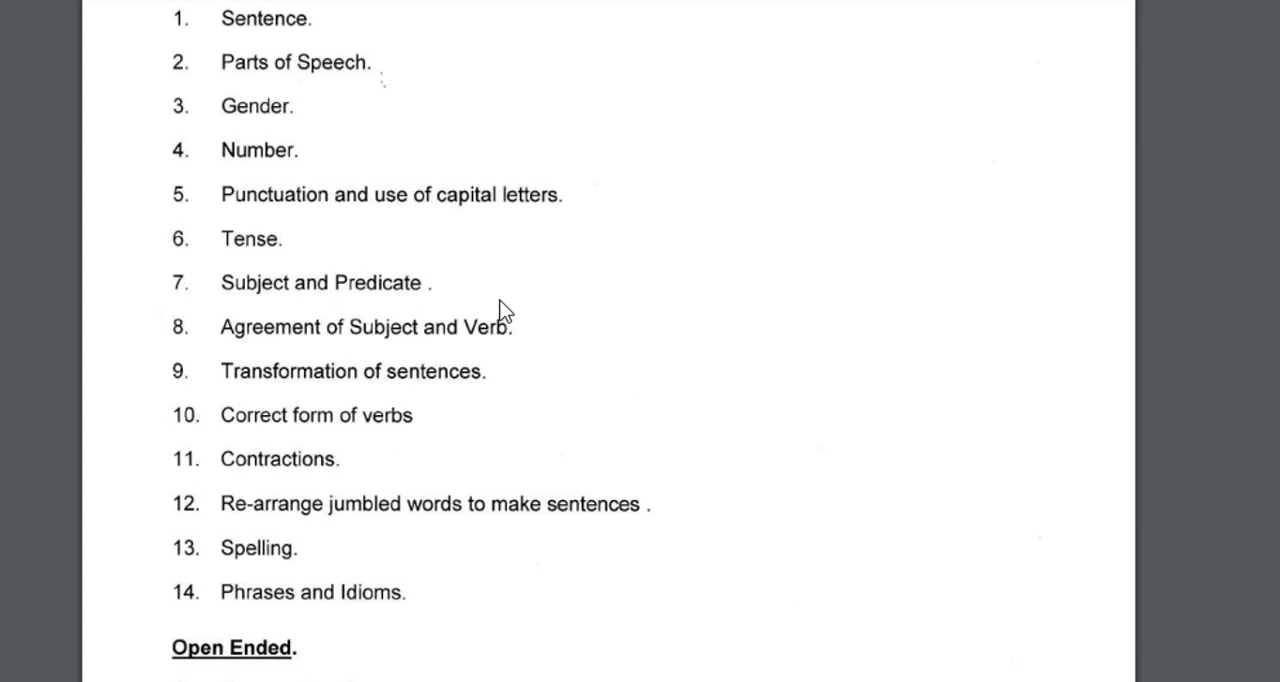 1. Sentence.
2. Parts of Speech.
3. Gender.
4. Number.
5. Punctuation and use of capital letters.
6. Tense.
7. Subject and Predicate .
8. Agreement of Subject and Verb.
9. Transformation of sentences.
10. Correct form of verbs
11. Contractions.
12. Re-arrange jumbled words to make sentences .
13. Spelling.
14. Phrases and Idioms.
Open Ended.